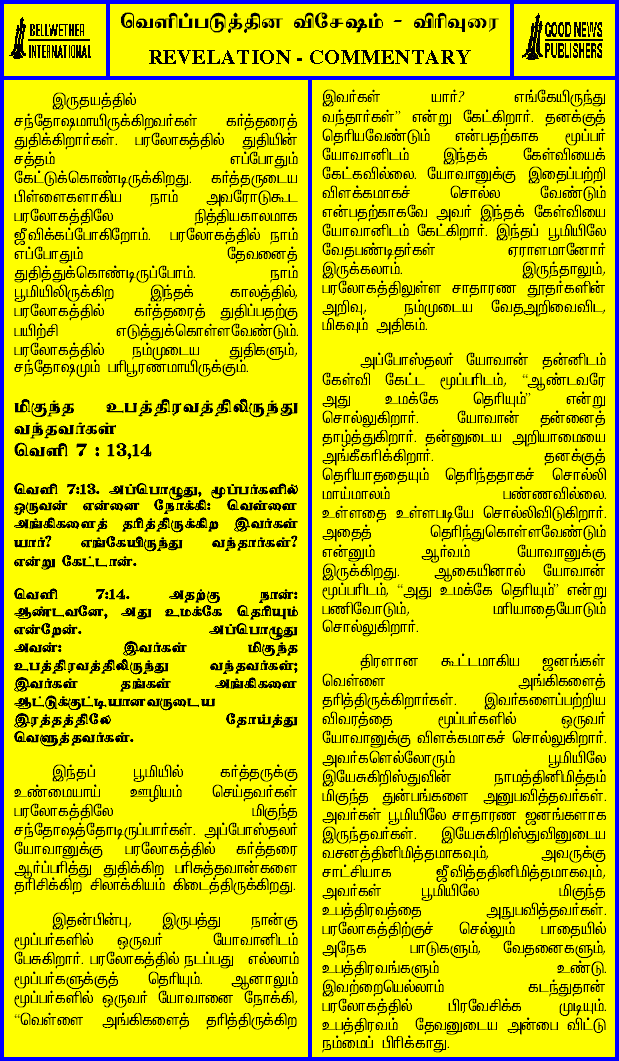 BELLWETHER
INTERNATIONAL
வெளிப்படுத்தின விசேஷம் - விரிவுரை
REVELATION - COMMENTARY
GOOD NEWS
PUBLISHERS
இருதயத்தில்
சந்தோஷமாயிருக்கிறவர்கள் கர்த்தரைத்
துதிக்கிறார்கள். பரலோகத்தில் துதியின்
சத்தம் எப்போதும்
கேட்டுக்கொண்டிருக்கிறது. கர்த்தருடைய
பிள்ளைகளாகிய நாம் அவரோடுகூட
பரலோகத்திலே நித்தியகாலமாக
ஜீவிக்கப்போகிறோம். பரலோகத்தில் நாம்
எப்போதும் தேவனைத்
துதித்துக்கொண்டிருப்போம். நாம்
பூமியிலிருக்கிற இந்தக் காலத்தில்,
பரலோகத்தில் கர்த்தரைத் துதிப்பதற்கு
பயிற்சி எடுத்துக்கொள்ளவேண்டும்.
பரலோகத்தில் நம்முடைய துதிகளும்,
சந்தோஷமும் பரிபூரணமாயிருக்கும்.
மிகுந்த உபத்திரவத்திலிருந்து
வந்தவர்கள்
வெளி 7 : 13,14
வெளி 7:13. அப்பொழுது, மூப்பர்களில்
ஒருவன் என்னை நோக்கி: வெள்ளை
அங்கிகளைத் தரித்திருக்கிற இவர்கள்
யார்? எங்கேயிருந்து வந்தார்கள்?
என்று கேட்டான்.
வெளி 7:14. அதற்கு நான்:
ஆண்டவனே, அது உமக்கே தெரியும்
என்றேன். அப்பொழுது
அவன்: இவர்கள் மிகுந்த
உபத்திரவத்திலிருந்து வந்தவர்கள்;
இவர்கள் தங்கள் அங்கிகளை
ஆட்டுக்குட்டியானவருடைய
இரத்தத்திலே தோய்த்து
வெளுத்தவர்கள்.
இந்தப் பூமியில் கர்த்தருக்கு
உண்மையாய் ஊழியம் செய்தவர்கள்
பரலோகத்திலே மிகுந்த
சந்தோஷத்தோடிருப்பார்கள். அப்போஸ்தலர்
யோவானுக்கு பரலோகத்தில் கர்த்தரை
ஆர்ப்பரித்து துதிக்கிற பரிசுத்தவான்களை
தரிசிக்கிற சிலாக்கியம் கிடைத்திருக்கிறது.
இதன்பின்பு, இருபத்து நான்கு
மூப்பர்களில் ஒருவர் யோவானிடம்
பேசுகிறார். பரலோகத்தில் நடப்பது எல்லாம்
மூப்பர்களுக்குத் தெரியும். ஆனாலும்
மூப்பர்களில் ஒருவர் யோவானை நோக்கி,
“வெள்ளை அங்கிகளைத் தரித்திருக்கிற
இவர்கள் யார்? எங்கேயிருந்து
வந்தார்கள்” என்று கேட்கிறார். தனக்குத்
தெரியவேண்டும் என்பதற்காக மூப்பர்
யோவானிடம் இந்தக் கேள்வியைக்
கேட்கவில்லை. யோவானுக்கு இதைப்பற்றி
விளக்கமாகச் சொல்ல வேண்டும்
என்பதற்காகவே அவர் இந்தக் கேள்வியை
யோவானிடம் கேட்கிறார். இந்தப் பூமியிலே
வேதபண்டிதர்கள் ஏராளமானோர்
இருக்கலாம். இருந்தாலும்,
பரலோகத்திலுள்ள சாதாரண தூதர்களின்
அறிவு, நம்முடைய வேதஅறிவைவிட,
மிகவும் அதிகம்.
அப்போஸ்தலர் யோவான் தன்னிடம்
கேள்வி கேட்ட மூப்பரிடம், “ஆண்டவரே
அது உமக்கே தெரியும்” என்று
சொல்லுகிறார். யோவான் தன்னைத்
தாழ்த்துகிறார். தன்னுடைய அறியாமையை
அங்கீகரிக்கிறார். தனக்குத்
தெரியாததையும் தெரிந்ததாகச் சொல்லி
மாய்மாலம் பண்ணவில்லை.
உள்ளதை உள்ளபடியே சொல்லிவிடுகிறார்.
அதைத் தெரிந்துகொள்ளவேண்டும்
என்னும் ஆர்வம் யோவானுக்கு
இருக்கிறது. ஆகையினால் யோவான்
மூப்பரிடம், “அது உமக்கே தெரியும்” என்று
பணிவோடும், மரியாதையோடும்
சொல்லுகிறார்.
திரளான கூட்டமாகிய ஜனங்கள்
வெள்ளை அங்கிகளைத்
தரித்திருக்கிறார்கள். இவர்களைப்பற்றிய
விவரத்தை மூப்பர்களில் ஒருவர்
யோவானுக்கு விளக்கமாகச் சொல்லுகிறார்.
அவர்களெல்லோரும் பூமியிலே
இயேசுகிறிஸ்துவின் நாமத்தினிமித்தம்
மிகுந்த துன்பங்களை அனுபவித்தவர்கள்.
அவர்கள் பூமியிலே சாதாரண ஜனங்களாக
இருந்தவர்கள். இயேசுகிறிஸ்துவினுடைய
வசனத்தினிமித்தமாகவும், அவருக்கு
சாட்சியாக ஜீவித்ததினிமித்தமாகவும்,
அவர்கள் பூமியிலே மிகுந்த
உபத்திரவத்தை அநுபவித்தவர்கள்.
பரலோகத்திற்குச் செல்லும் பாதையில்
அநேக பாடுகளும், வேதனைகளும்,
உபத்திரவங்களும் உண்டு.
இவற்றையெல்லாம் கடந்துதான்
பரலோகத்தில் பிரவேசிக்க முடியும்.
உபத்திரவம் தேவனுடைய அன்பை விட்டு
நம்மைப் பிரிக்காது.